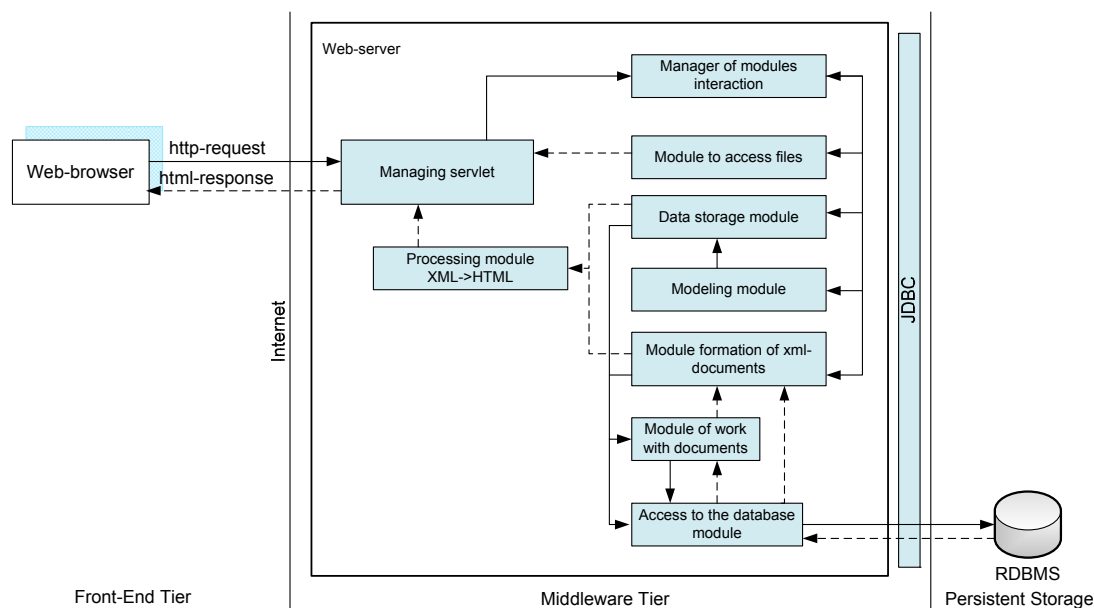 Web-server
Manager of modules
interaction
http-request
Web-browser
html-response
Managing servlet
Module to access files
Data storage module
Processing module
XML->HTML
Modeling module
Internet
JDBC
Module formation of xml-
documents
Module of work
with documents
Access to the database
module
RDBMS
Front-End Tier
Middleware Tier
Persistent Storage